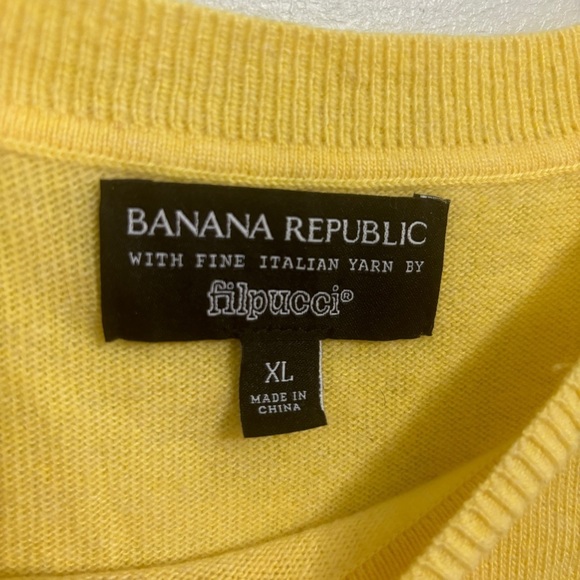 BANANA REPUBLIC
WITH FINE ITALIAN YARN BY
filpucci®
XL
MADE IN
CHINA